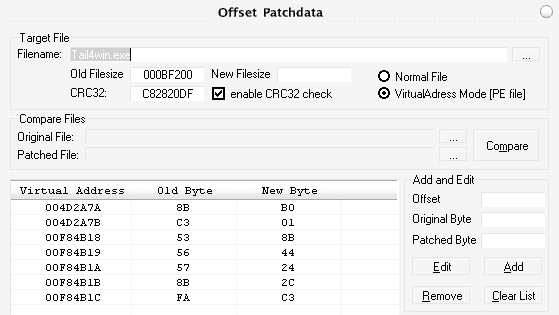 Offset Patchdata
Target File
Filename: Tail4win.exe ...
Old Filesize 000BF200 New Filesize
Normal File
CRC32: C82820DF enable CRC32 check
VirtualAdress Mode [PE file]
Compare Files
Original File: ...
Compare
Patched File: ...
Virtual Address Old Byte New Byte
004D2A7A 8B B0
004D2A7B C3 01
00F84B18 53 8B
00F84B19 56 44
00F84B1A 57 24
00F84B1B 8B 2C
00F84B1C FA C3
Add and Edit
Offset
Original Byte
Patched Byte
Edit Add
Remove Clear List